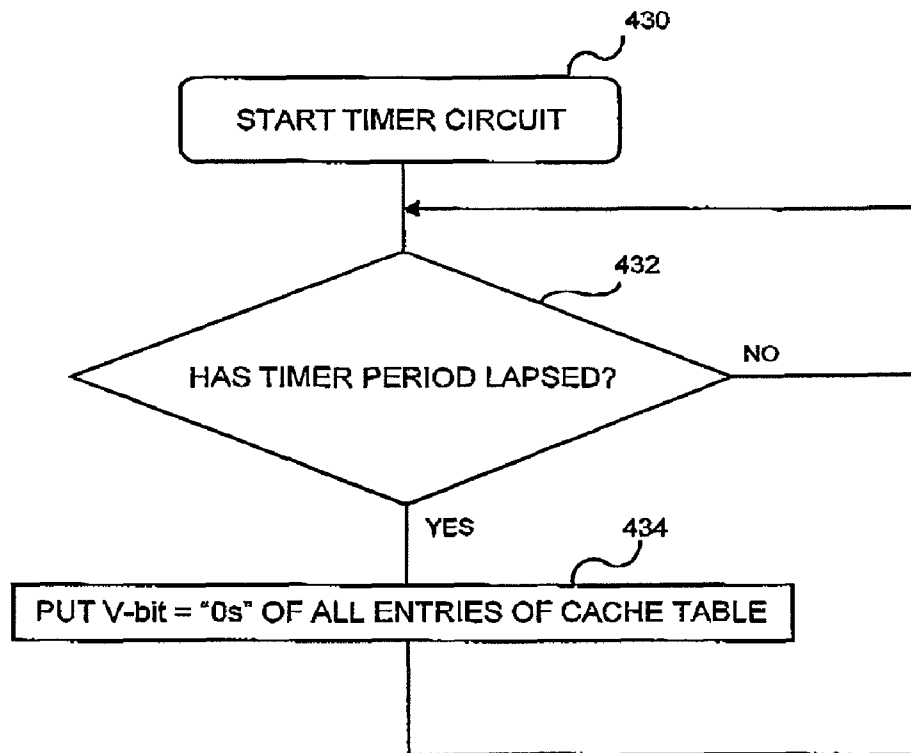 430
START TIMER CIRCUIT
432
HAS TIMER PERIOD LAPSED?
NO
YES
434
PUT V-bit = "0s" OF ALL ENTRIES OF CACHE TABLE